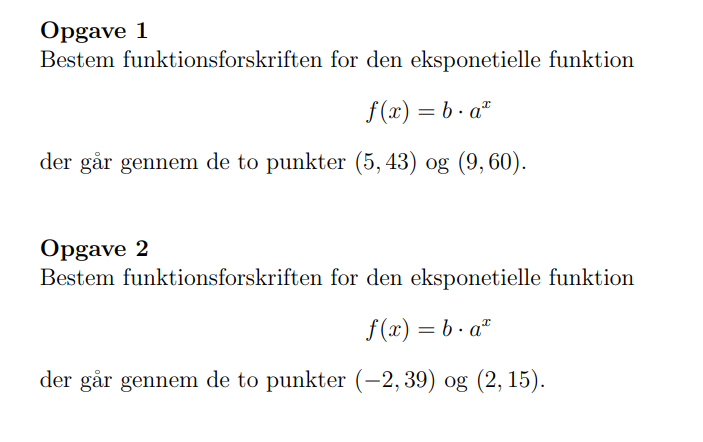 Opgave 1
Bestem funktionsforskriften for den eksponetielle funktion
f(x) = b · aˣ
der går gennem de to punkter (5, 43) og (9, 60).
Opgave 2
Bestem funktionsforskriften for den eksponetielle funktion
f(x) = b · aˣ
der går gennem de to punkter (−2, 39) og (2, 15).